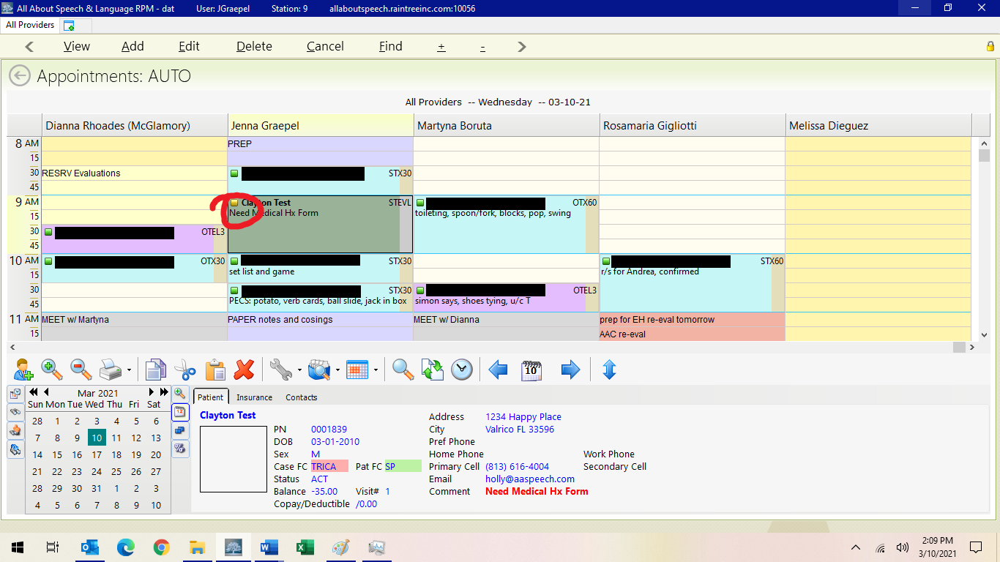 All About Speech & Language RPM - dat User: JGraepel Station: 9 allaboutspeech.raintreeinc.com:10056
All Providers
View Add Edit Delete Cancel Find + -
Appointments: AUTO
All Providers -- Wednesday -- 03-10-21
Dianna Rhoades (McGlamory) Jenna Graepel Martyna Boruta Rosamaria Gigliotti Melissa Dieguez
8 AM PREP
15
30 RESRV Evaluations STX30
45
9 AM Clayton Test STEVL OTX60
15 Need Medical Hx Form toileting, spoon/fork, blocks, pop, swing
30 OTEL3
45
10 AM OTX30 STX30 STX60
15 set list and game r/s for Andrea, confirmed
30 STX30 OTEL3
45 PECS: potato, verb cards, ball slide, jack in box simon says, shoes tying, u/c T
11 AM MEET w/ Martyna PAPER notes and cosings MEET w/ Dianna prep for EH re-eval tomorrow
15 AAC re-eval
10
Mar 2021
Sun Mon Tue Wed Thu Fri Sat
28 1 2 3 4 5 6
7 8 9 10 11 12 13
14 15 16 17 18 19 20
21 22 23 24 25 26 27
28 29 30 31 1 2 3
4 5 6 7 8 9 10
12
Patient Insurance Contacts
Clayton Test
PN 0001839
DOB 03-01-2010
Sex M
Case FC TRICA Pat FC SP
Status ACT
Balance -35.00 Visit# 1
Copay/Deductible /0.00
Address 1234 Happy Place
City Valrico FL 33596
Pref Phone
Home Phone Work Phone
Primary Cell (813) 616-4004 Secondary Cell
Email holly@aaspeech.com
Comment Need Medical Hx Form
2:09 PM
3/10/2021